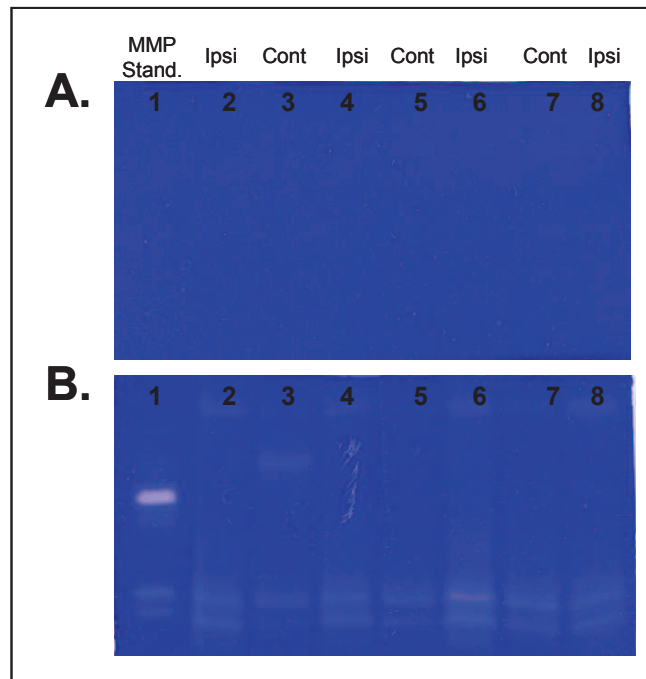 MMP Stand. Ipsi Cont Ipsi Cont Ipsi Cont Ipsi
A.
1 2 3 4 5 6 7 8
B.
1 2 3 4 5 6 7 8